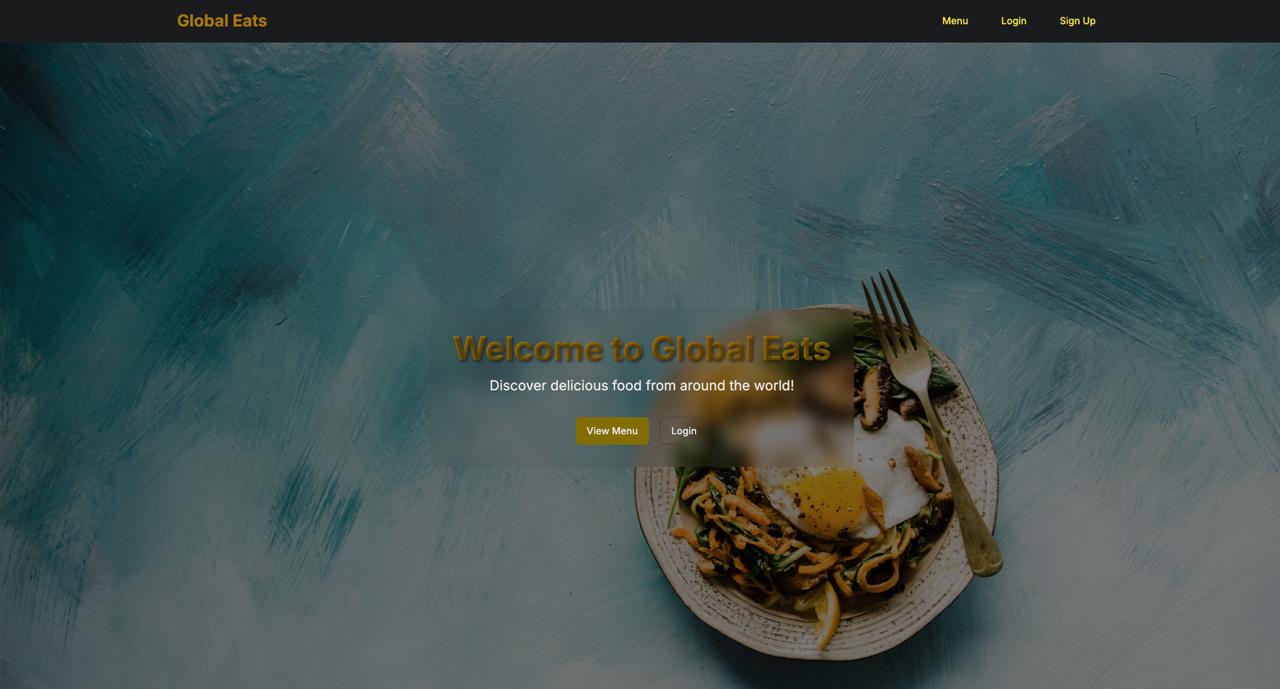 Global Eats
Menu Login Sign Up
Welcome to Global Eats
Discover delicious food from around the world!
View Menu Login